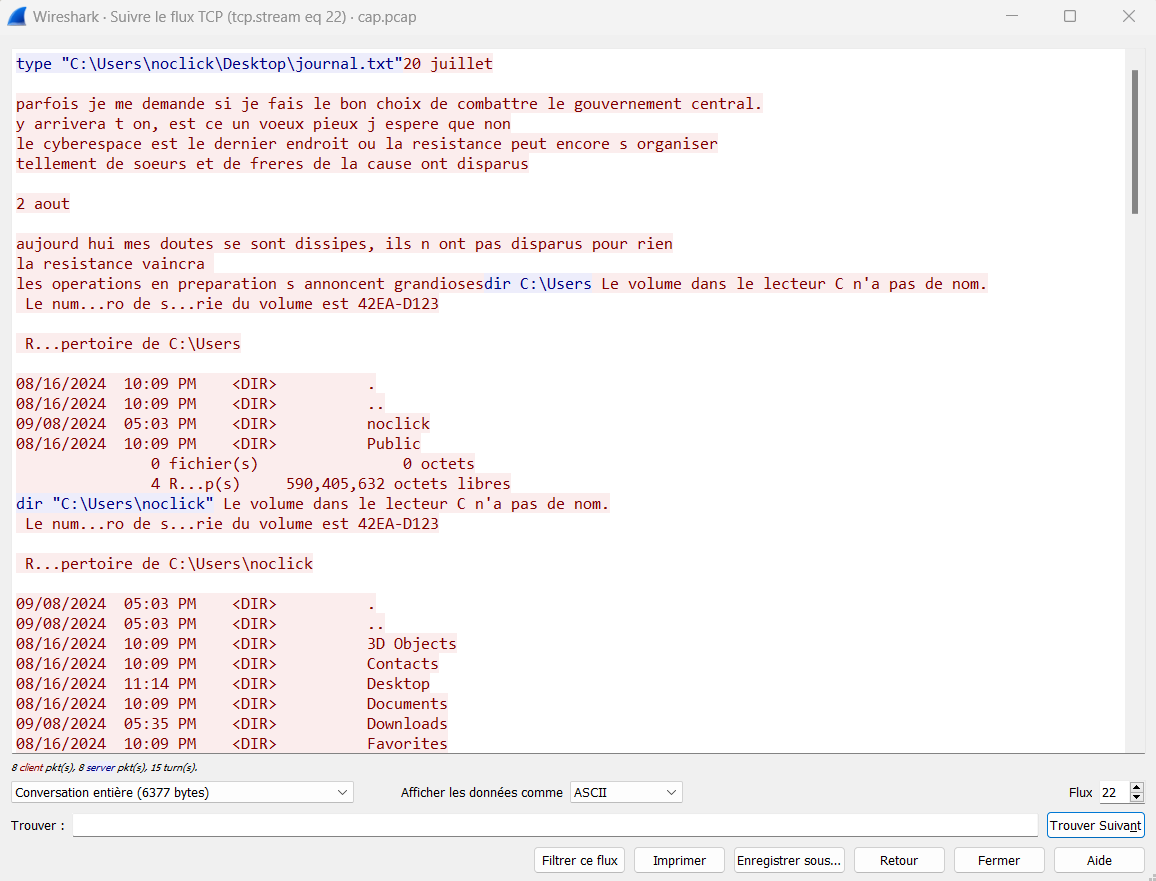 Wireshark · Suivre le flux TCP (tcp.stream eq 22) · cap.pcap
type "C:\Users\noclick\Desktop\journal.txt"20 juillet
parfois je me demande si je fais le bon choix de combattre le gouvernement central.
y arrivera t on, est ce un voeux pieux j espere que non
le cyberespace est le dernier endroit ou la resistance peut encore s organiser
tellement de soeurs et de freres de la cause ont disparus
2 aout
aujourd hui mes doutes se sont dissipes, ils n ont pas disparus pour rien
la resistance vaincra
les operations en preparation s annoncent grandiosesdir C:\Users Le volume dans le lecteur C n'a pas de nom.
Le num...ro de s...rie du volume est 42EA-D123
R...pertoire de C:\Users
08/16/2024  10:09 PM    <DIR>          .
08/16/2024  10:09 PM    <DIR>          ..
09/08/2024  05:03 PM    <DIR>          noclick
08/16/2024  10:09 PM    <DIR>          Public
0 fichier(s)                0 octets
4 R...p(s)     590,405,632 octets libres
dir "C:\Users\noclick" Le volume dans le lecteur C n'a pas de nom.
Le num...ro de s...rie du volume est 42EA-D123
R...pertoire de C:\Users\noclick
09/08/2024  05:03 PM    <DIR>          .
09/08/2024  05:03 PM    <DIR>          ..
08/16/2024  10:09 PM    <DIR>          3D Objects
08/16/2024  10:09 PM    <DIR>          Contacts
08/16/2024  11:14 PM    <DIR>          Desktop
08/16/2024  10:09 PM    <DIR>          Documents
09/08/2024  05:35 PM    <DIR>          Downloads
08/16/2024  10:09 PM    <DIR>          Favorites
8 client pkt(s), 8 server pkt(s), 15 turn(s).
Conversation entière (6377 bytes) Afficher les données comme ASCII Flux 22
Trouver : Trouver Suivant
Filtrer ce flux Imprimer Enregistrer sous... Retour Fermer Aide